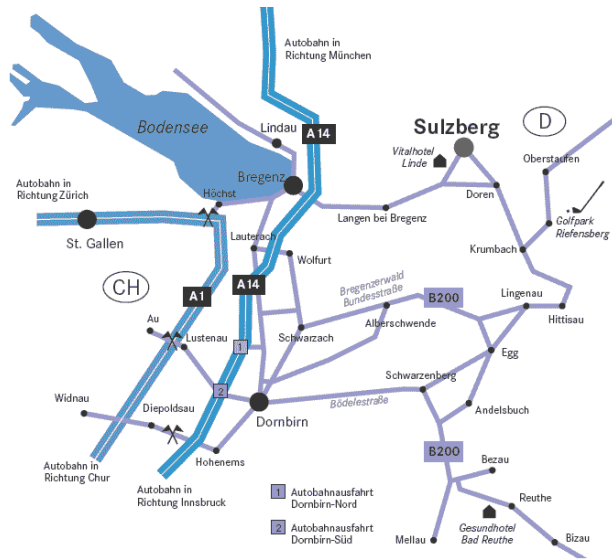 Autobahn in
Richtung München
Bodensee
Lindau
A14
Sulzberg
D
Vitalhotel
Linde
Oberstaufen
Bregenz
Autobahn in
Richtung Zürich
Höchst
Doren
Langen bei Bregenz
Golfpark
Riefensberg
St. Gallen
Lauterach
Wolfurt
Krumbach
CH
A1
A14
Bregenzerwald
Bundesstraße
B200
Lingenau
Hittisau
Au
Lustenau
Schwarzach
Alberschwende
1
Egg
Schwarzenberg
Widnau
Diepoldsau
2
Dornbirn
Bödelestraße
Andelsbuch
Hohenems
B200
Bezau
Autobahn in
Richtung Chur
Autobahn in
Richtung Innsbruck
1
Autobahnausfahrt
Dornbirn-Nord
2
Autobahnausfahrt
Dornbirn-Süd
Reuthe
Gesundhotel
Bad Reuthe
Mellau
Bizau